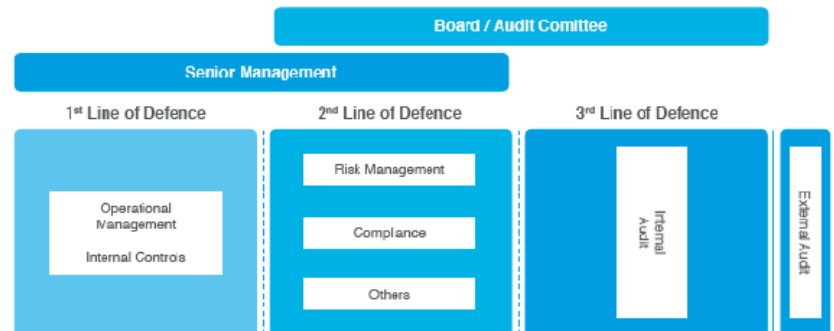 Board / Audit Comittee
Senior Management
1st Line of Defence
2nd Line of Defence
3rd Line of Defence
Operational
Management
Internal Controls
Risk Management
Compliance
Others
Internal
Audit
External Audit